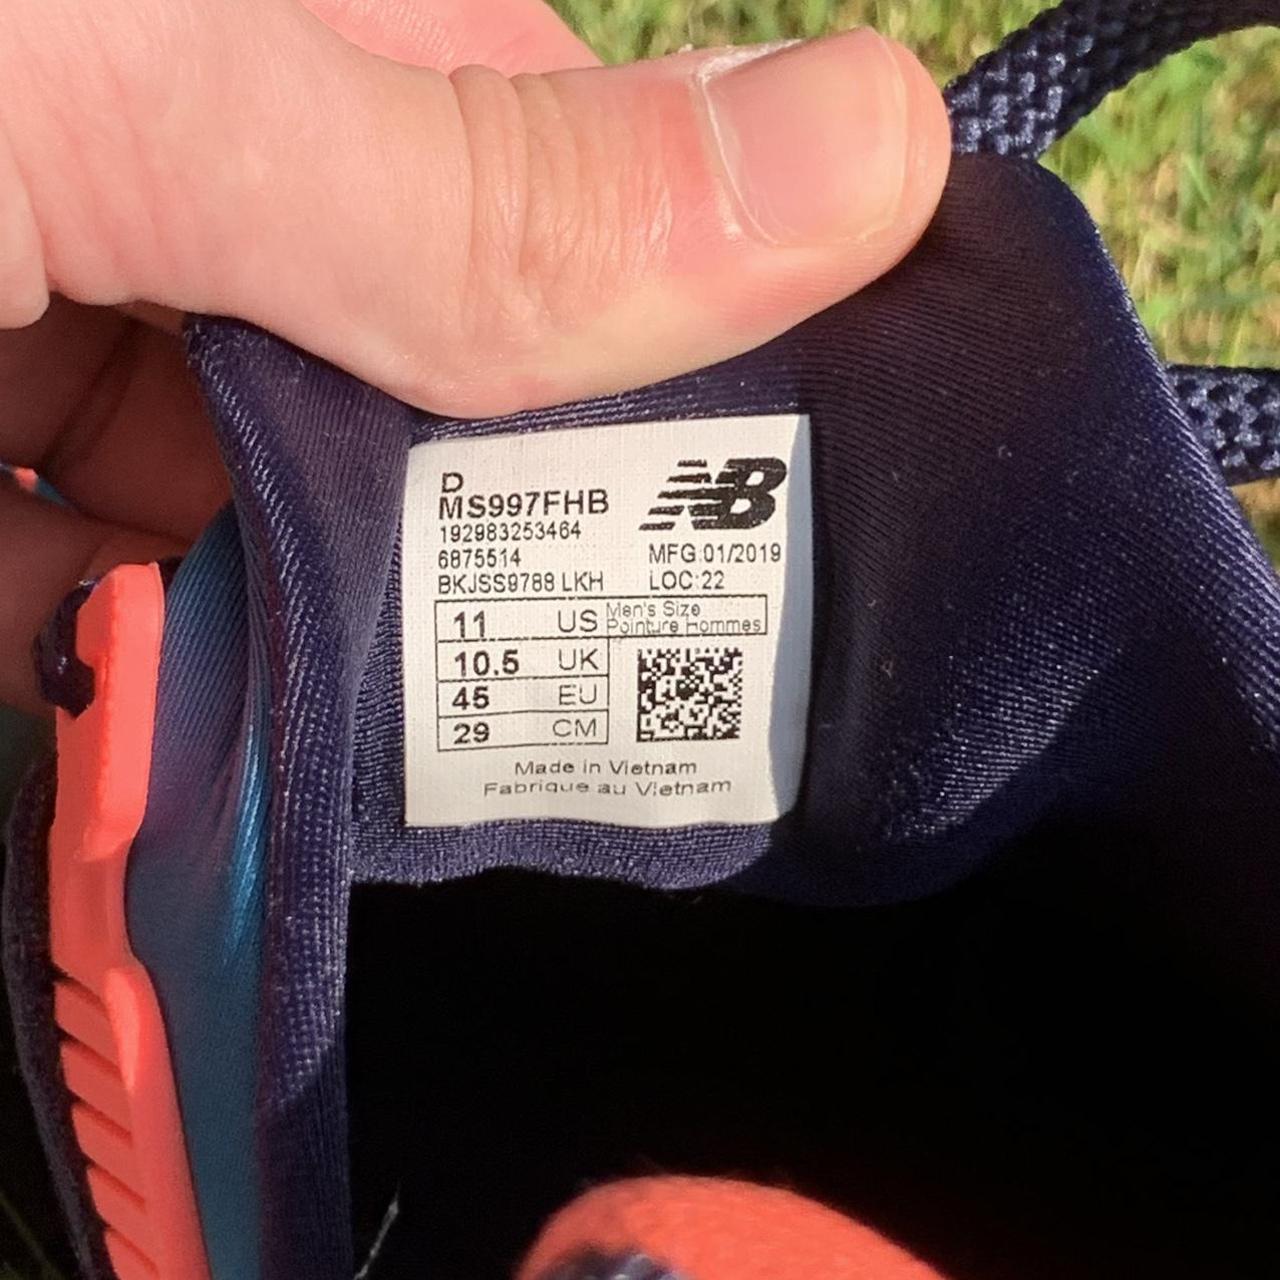 D
MS997FHB
NB
192983253464
6875514
MFG:01/2019
BKJSS9788 LKH
LOC:22
11 US Men's Size
Pointure Hommes
10.5 UK
45 EU
29 CM
Made in Vietnam
Fabrique au Vietnam